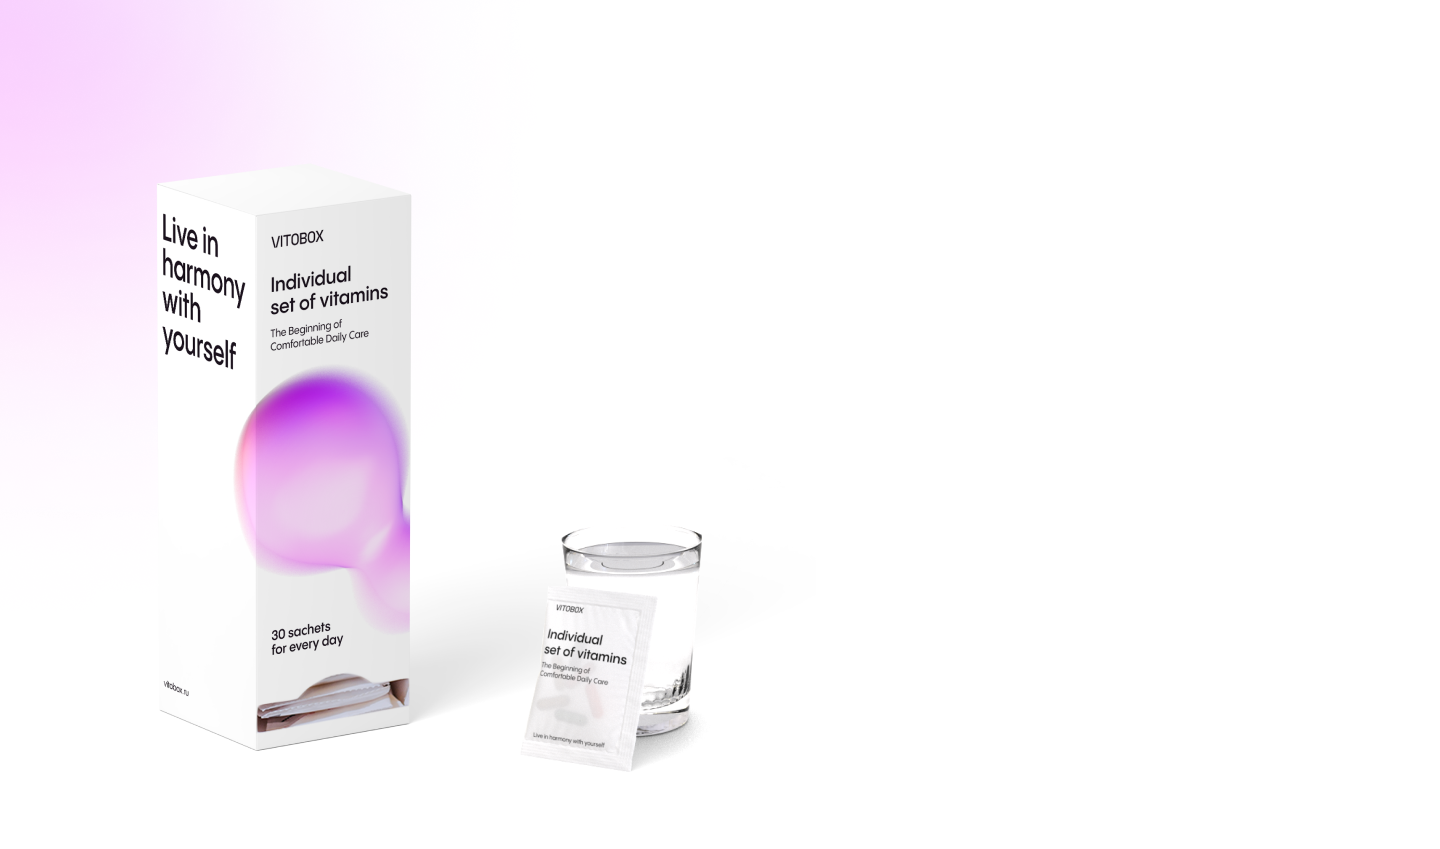 Live in
harmony
with
yourself
vitobox.ru
VITOBOX
Individual
set of vitamins
The Beginning of
Comfortable Daily Care
30 sachets
for every day
VITOBOX
Individual
set of vitamins
The Beginning of
Comfortable Daily Care
Live in harmony with yourself